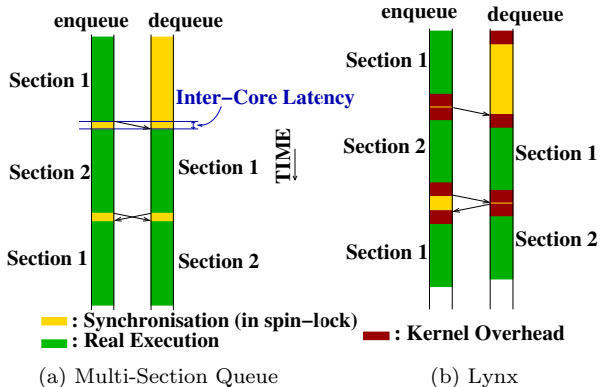 enqueue
dequeue
Section 1
Inter−Core Latency
Section 2
Section 1
TIME
Section 1
Section 2
: Synchronisation (in spin−lock)
: Real Execution
(a) Multi-Section Queue
enqueue
dequeue
Section 1
Section 2
Section 1
Section 1
Section 2
: Kernel Overhead
(b) Lynx